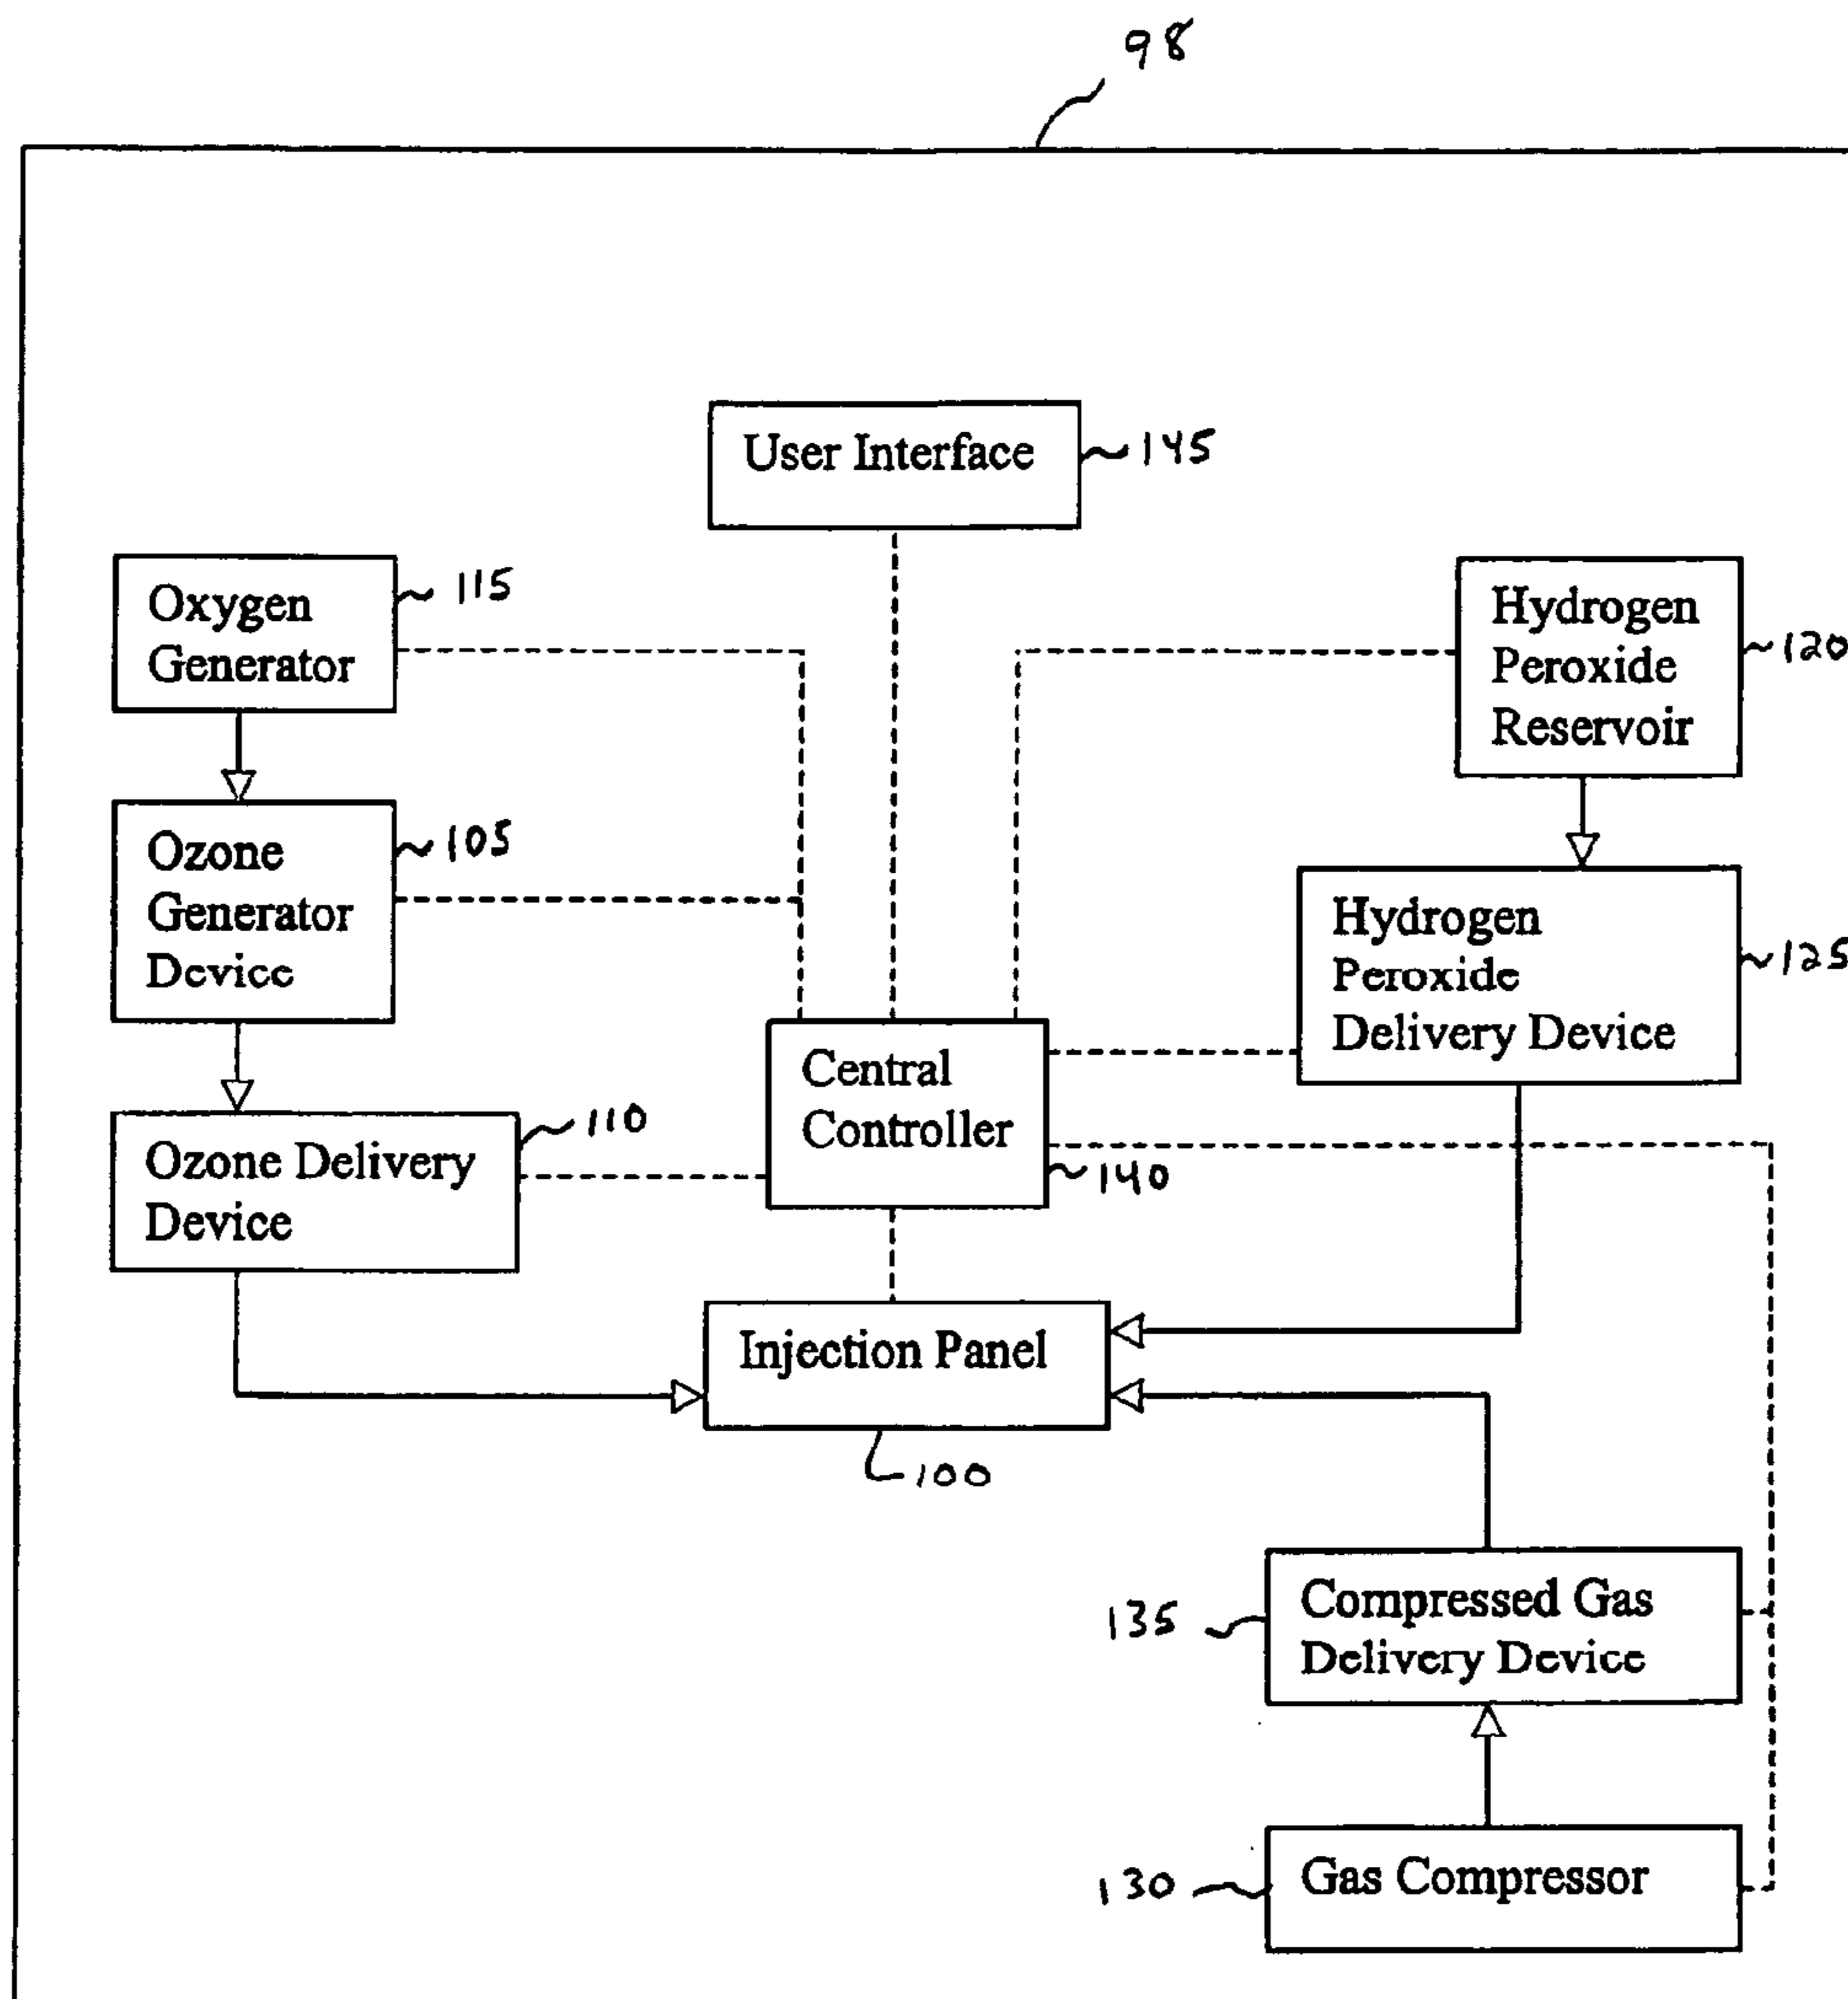 98
User Interface
145
Oxygen
Generator
115
Hydrogen
Peroxide
Reservoir
120
Ozone
Generator
Device
105
Hydrogen
Peroxide
Delivery Device
125
Central
Controller
140
Ozone Delivery
Device
110
Injection Panel
100
Compressed Gas
Delivery Device
135
Gas Compressor
130